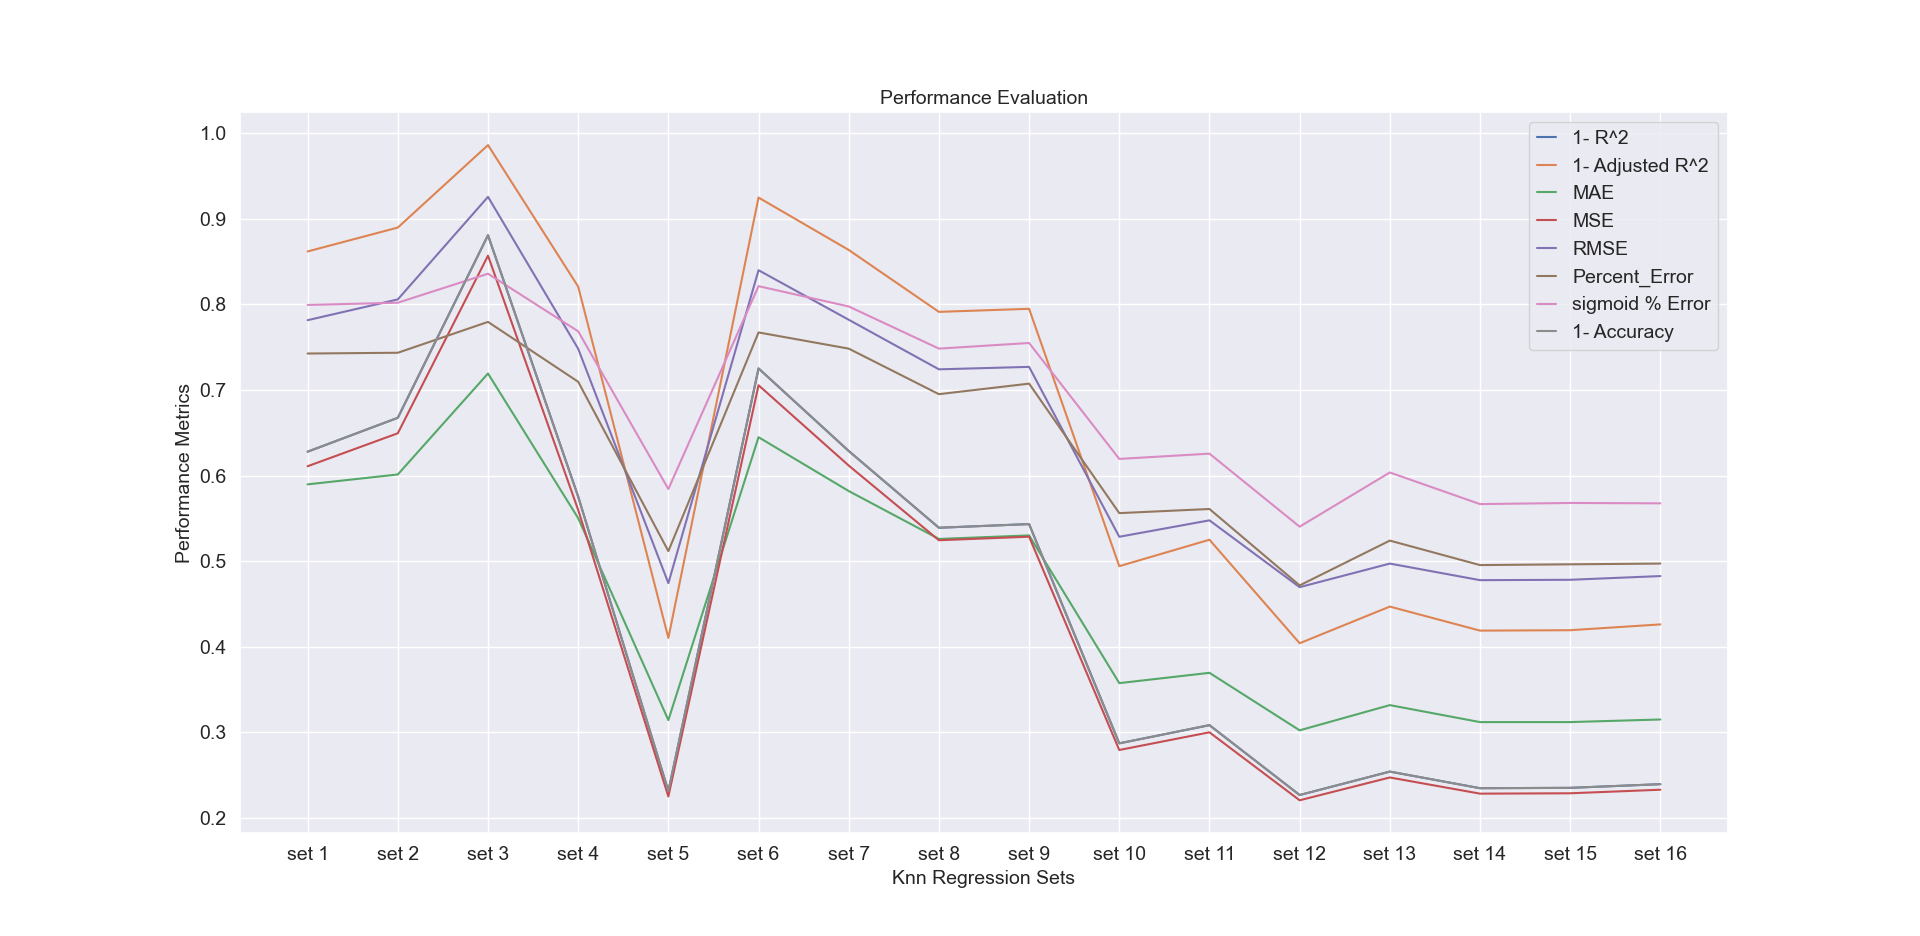 Performance Evaluation
1.0
0.9
0.8
0.7
0.6
0.5
0.4
0.3
0.2
Performance Metrics
1- R^2
1- Adjusted R^2
MAE
MSE
RMSE
Percent_Error
sigmoid % Error
1- Accuracy
set 1 set 2 set 3 set 4 set 5 set 6 set 7 set 8 set 9 set 10 set 11 set 12 set 13 set 14 set 15 set 16
Knn Regression Sets